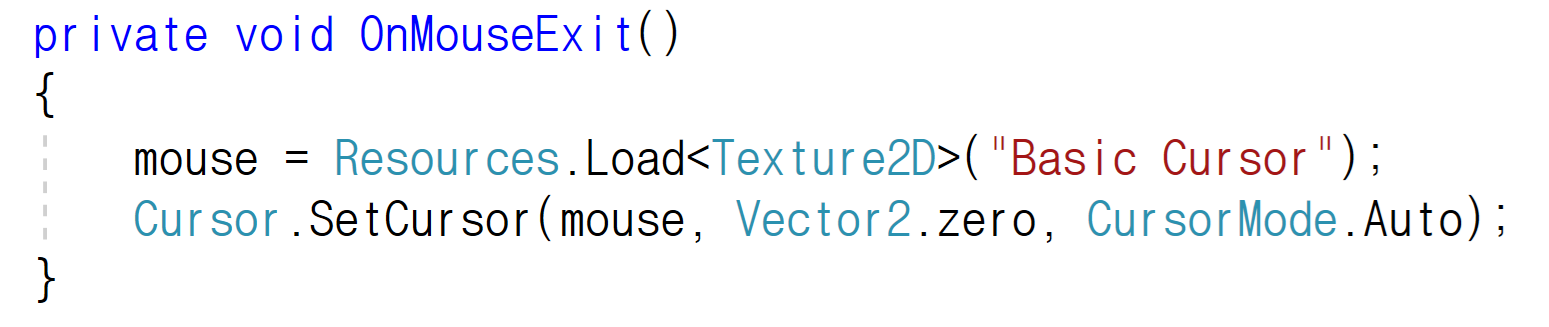 private void OnMouseExit()
{
mouse = Resources.Load<Texture2D>("Basic Cursor");
Cursor.SetCursor(mouse, Vector2.zero, CursorMode.Auto);
}